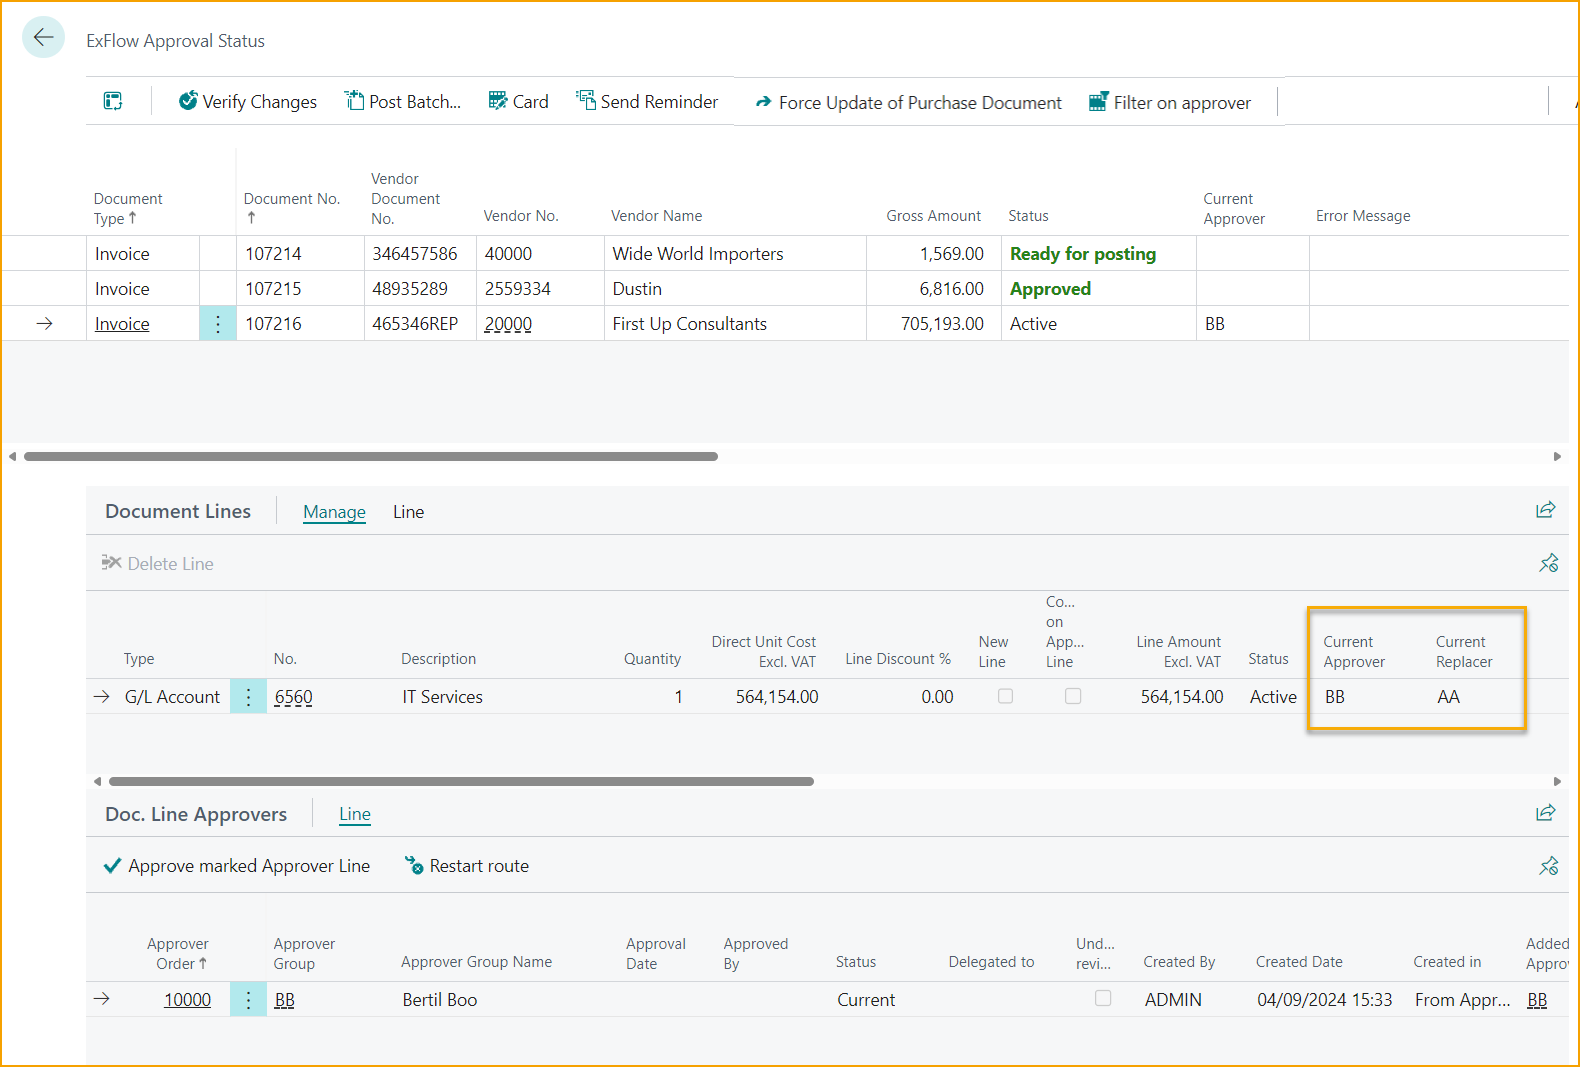 ExFlow Approval Status
Verify Changes Post Batch... Card Send Reminder Force Update of Purchase Document Filter on approver
Document Type ↑ Document No. ↑ Vendor Document No. Vendor No. Vendor Name Gross Amount Status Current Approver Error Message
Invoice 107214 346457586 40000 Wide World Importers 1,569.00 Ready for posting
Invoice 107215 48935289 2559334 Dustin 6,816.00 Approved
Invoice 107216 465346REP 20000 First Up Consultants 705,193.00 Active BB
Document Lines Manage Line
Delete Line
Type No. Description Quantity Direct Unit Cost Excl. VAT Line Discount % New Line Co... on App... Line Line Amount Excl. VAT Status Current Approver Current Replacer
G/L Account 6560 IT Services 1 564,154.00 0.00 564,154.00 Active BB AA
Doc. Line Approvers Line
Approve marked Approver Line Restart route
Approver Order ↑ Approver Group Approver Group Name Approval Date Approved By Status Delegated to Und... revi... Created By Created Date Created in Added
10000 BB Bertil Boo Current ADMIN 04/09/2024 15:33 From Appr... BB